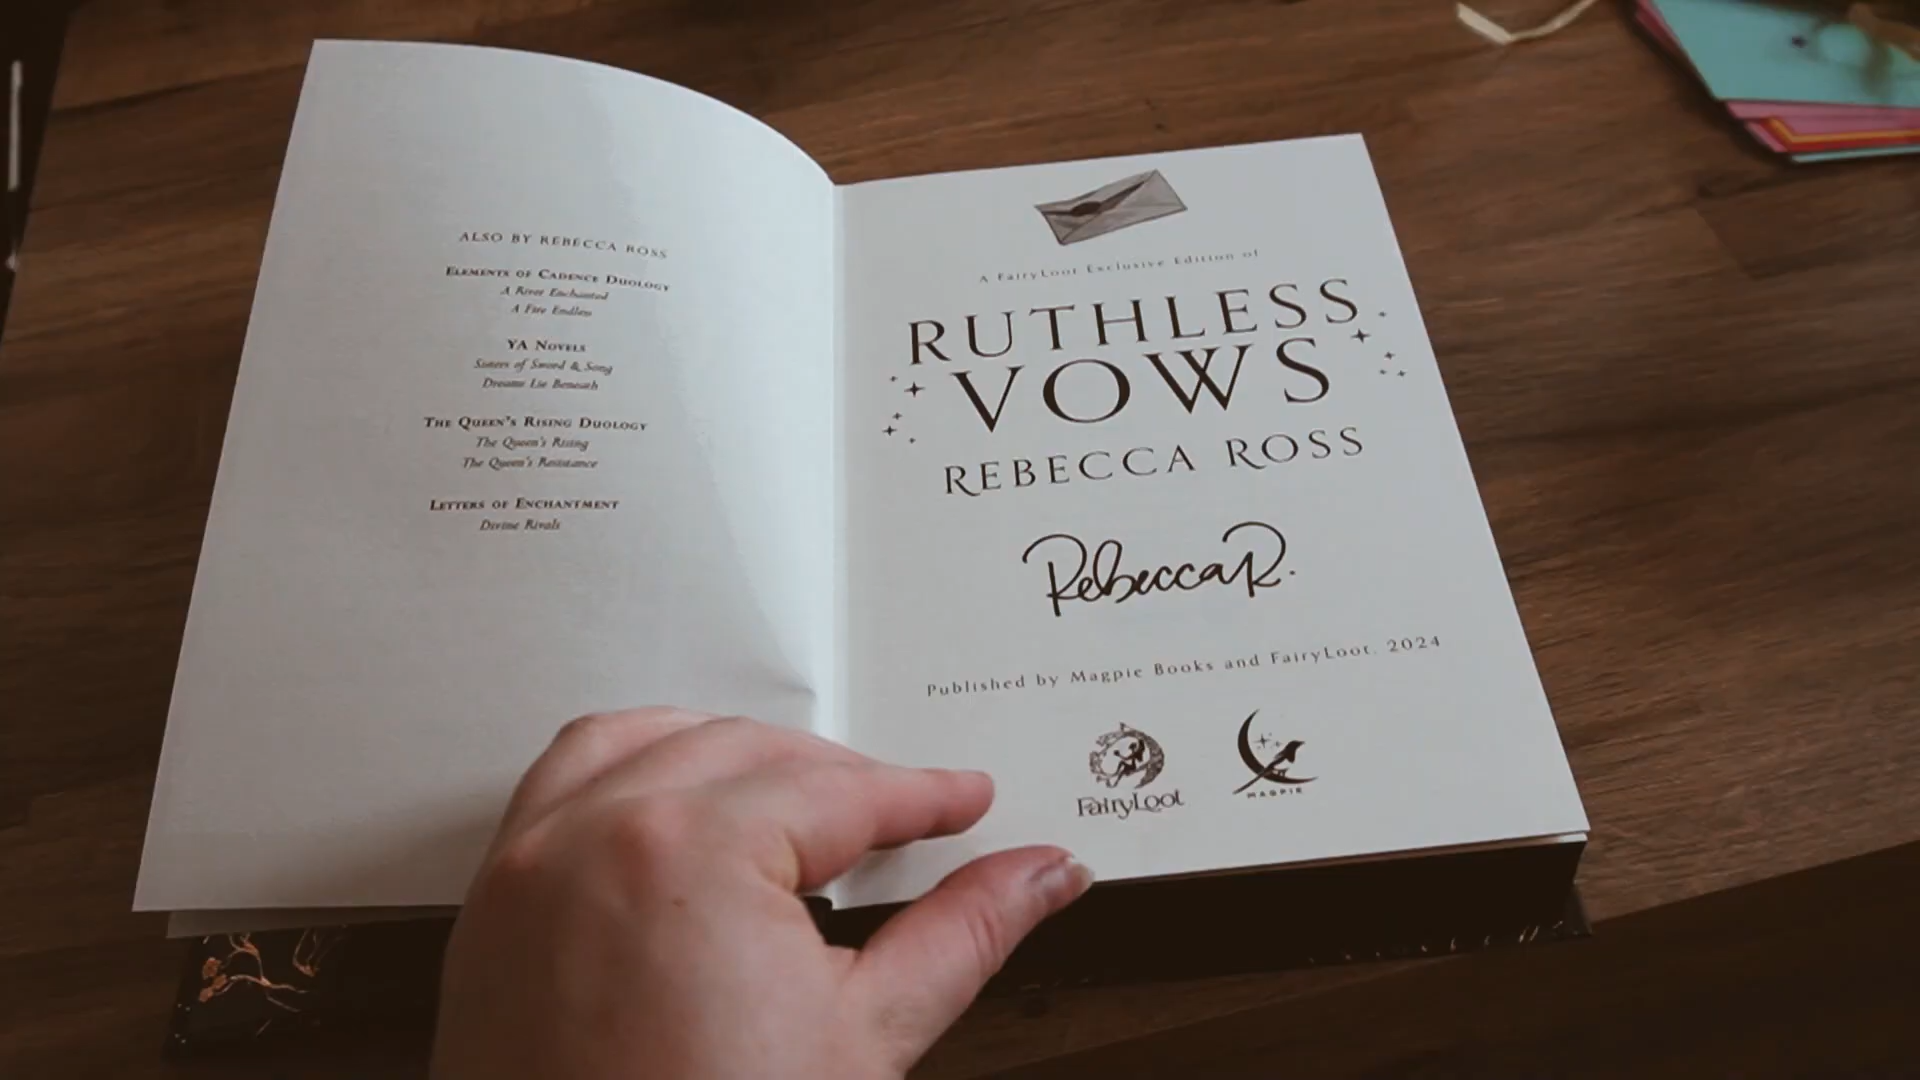 ALSO BY REBECCA ROSS
ELEMENTS OF CADENCE DUOLOGY
A River Enchanted
A Fire Endless
YA NOVELS
Sisters of Sword & Song
Dreams Lie Beneath
THE QUEEN'S RISING DUOLOGY
The Queen's Rising
The Queen's Resistance
LETTERS OF ENCHANTMENT
Divine Rivals
A FairyLoot Exclusive Edition of
RUTHLESS
VOWS
REBECCA ROSS
Rebecca R.
Published by Magpie Books and FairyLoot, 2024
FairyLoot
MAGPIE